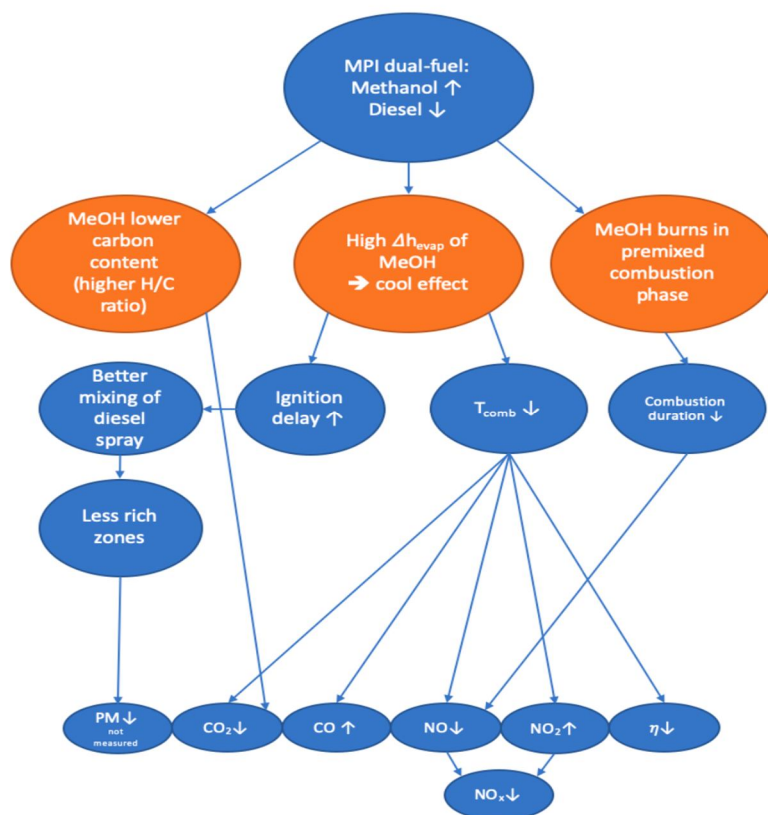 MPI dual-fuel:
Methanol ↑
Diesel ↓
MeOH lower
carbon
content
(higher H/C
ratio)
High Δhevap of
MeOH
➔ cool effect
MeOH burns in
premixed
combustion
phase
Better
mixing of
diesel
spray
Ignition
delay ↑
Tcomb ↓
Combustion
duration ↓
Less rich
zones
PM↓
not
measured
CO₂↓
CO ↑
NO↓
NO₂↑
η↓
NOₓ↓